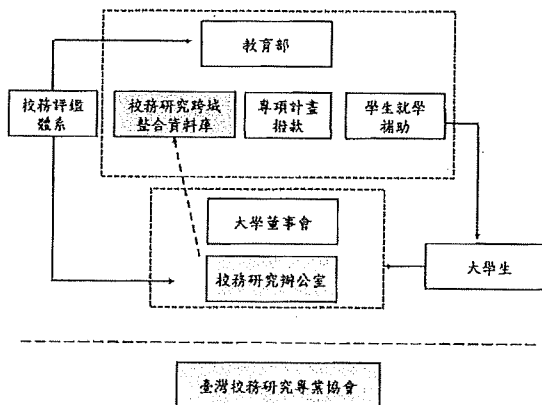 教育部
校務評鑑
體系
校務研究跨域
整合資料庫
專項計畫
撥款
學生就學
補助
大學董事會
校務研究辦公室
大學生
臺灣校務研究專業協會